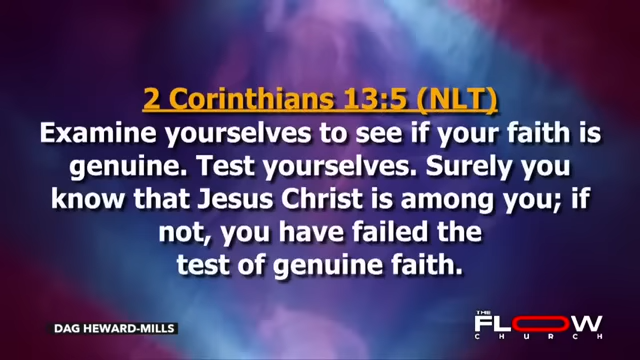 2 Corinthians 13:5 (NLT)
Examine yourselves to see if your faith is
genuine. Test yourselves. Surely you
know that Jesus Christ is among you; if
not, you have failed the
test of genuine faith.
DAG HEWARD-MILLS
THE
FLOW
CHURCH